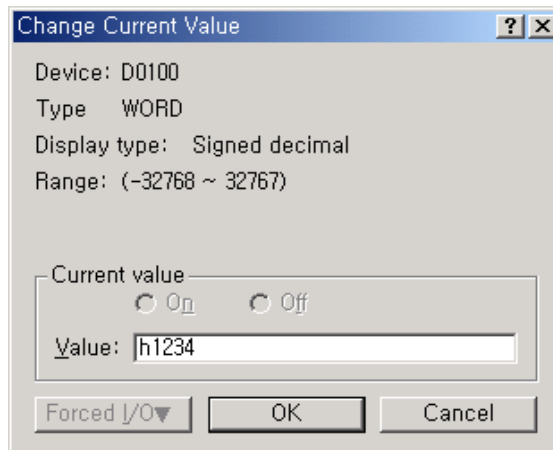 Change Current Value
Device: D0100
Type WORD
Display type: Signed decimal
Range: (-32768 ~ 32767)
Current value
On Off
Value: h1234
Forced I/O▼ OK Cancel